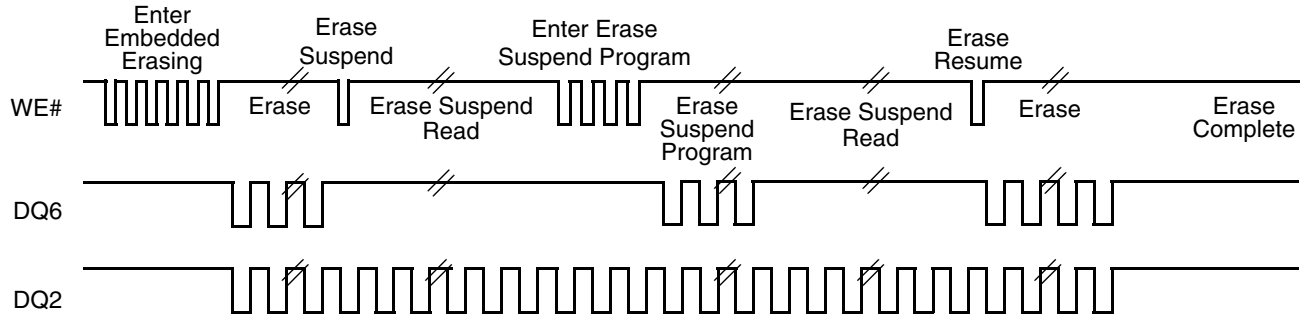 Enter
Embedded
Erasing
Erase
Suspend
Enter Erase
Suspend Program
Erase
Resume
WE#
Erase
Erase Suspend
Read
Erase
Suspend
Program
Erase Suspend
Read
Erase
Erase
Complete
DQ6
DQ2